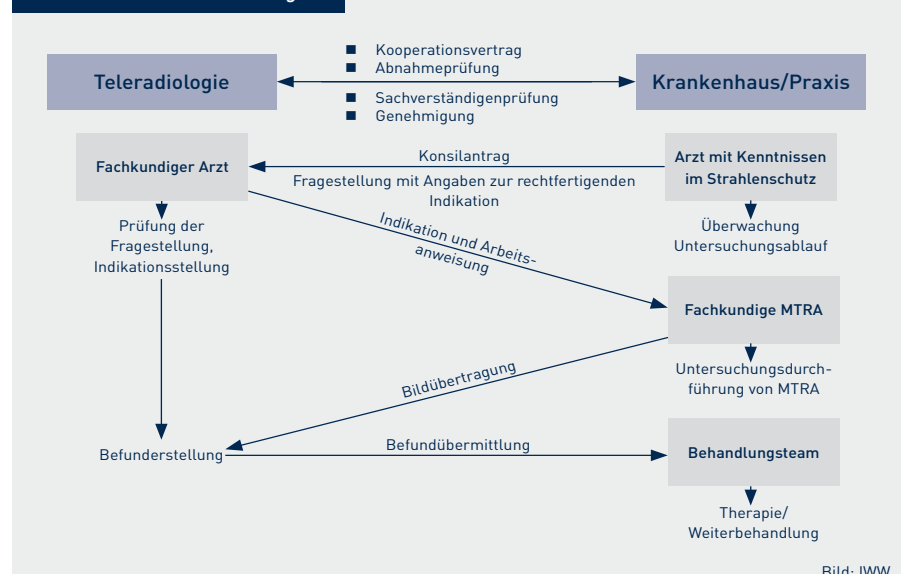 Kooperationsvertrag
Abnahmeprüfung
Teleradiologie
Krankenhaus/Praxis
Sachverständigenprüfung
Genehmigung
Fachkundiger Arzt
Konsilantrag
Arzt mit Kenntnissen
im Strahlenschutz
Fragestellung mit Angaben zur rechtfertigenden
Indikation
Prüfung der
Fragestellung,
Indikationsstellung
Indikation und Arbeits-
anweisung
Überwachung
Untersuchungsablauf
Fachkundige MTRA
Untersuchungsdurch-
führung von MTRA
Bildübertragung
Befunderstellung
Befundübermittlung
Behandlungsteam
Therapie/
Weiterbehandlung
Bild: IWW